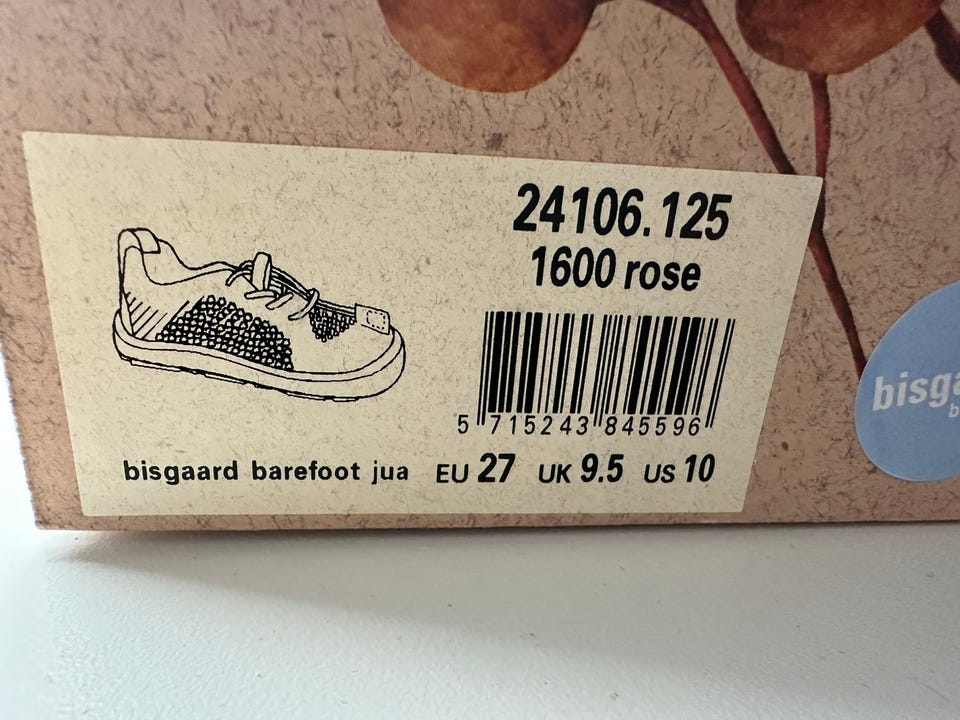 24106.125
1600 rose
5 715243 845596
bisgaard barefoot jua EU 27 UK 9.5 US 10